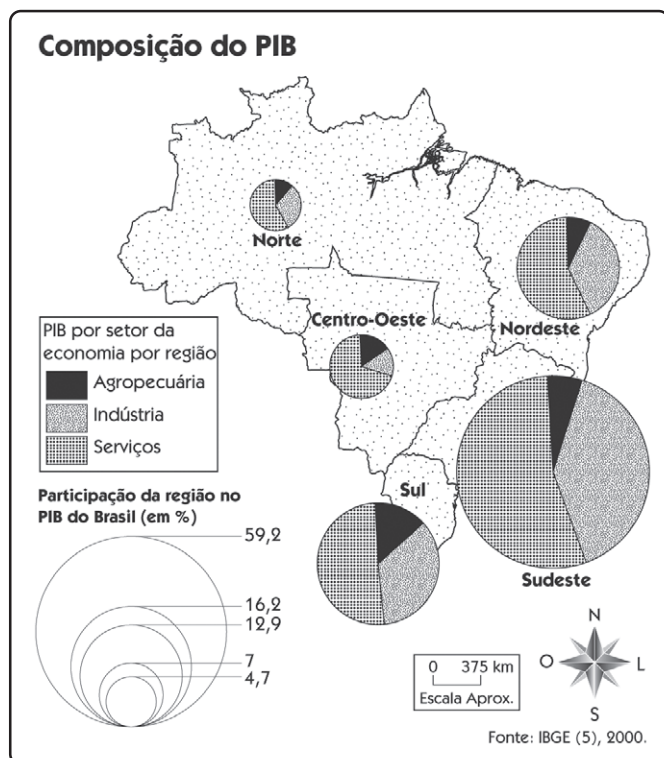 Composição do PIB
Norte
Nordeste
Centro-Oeste
PIB por setor da
economia por região
Agropecuária
Indústria
Serviços
Sul
Sudeste
Participação da região no
PIB do Brasil (em %)
59,2
16,2
12,9
7
4,7
0 375 km
Escala Aprox.
N
O
L
S
Fonte: IBGE (5), 2000.